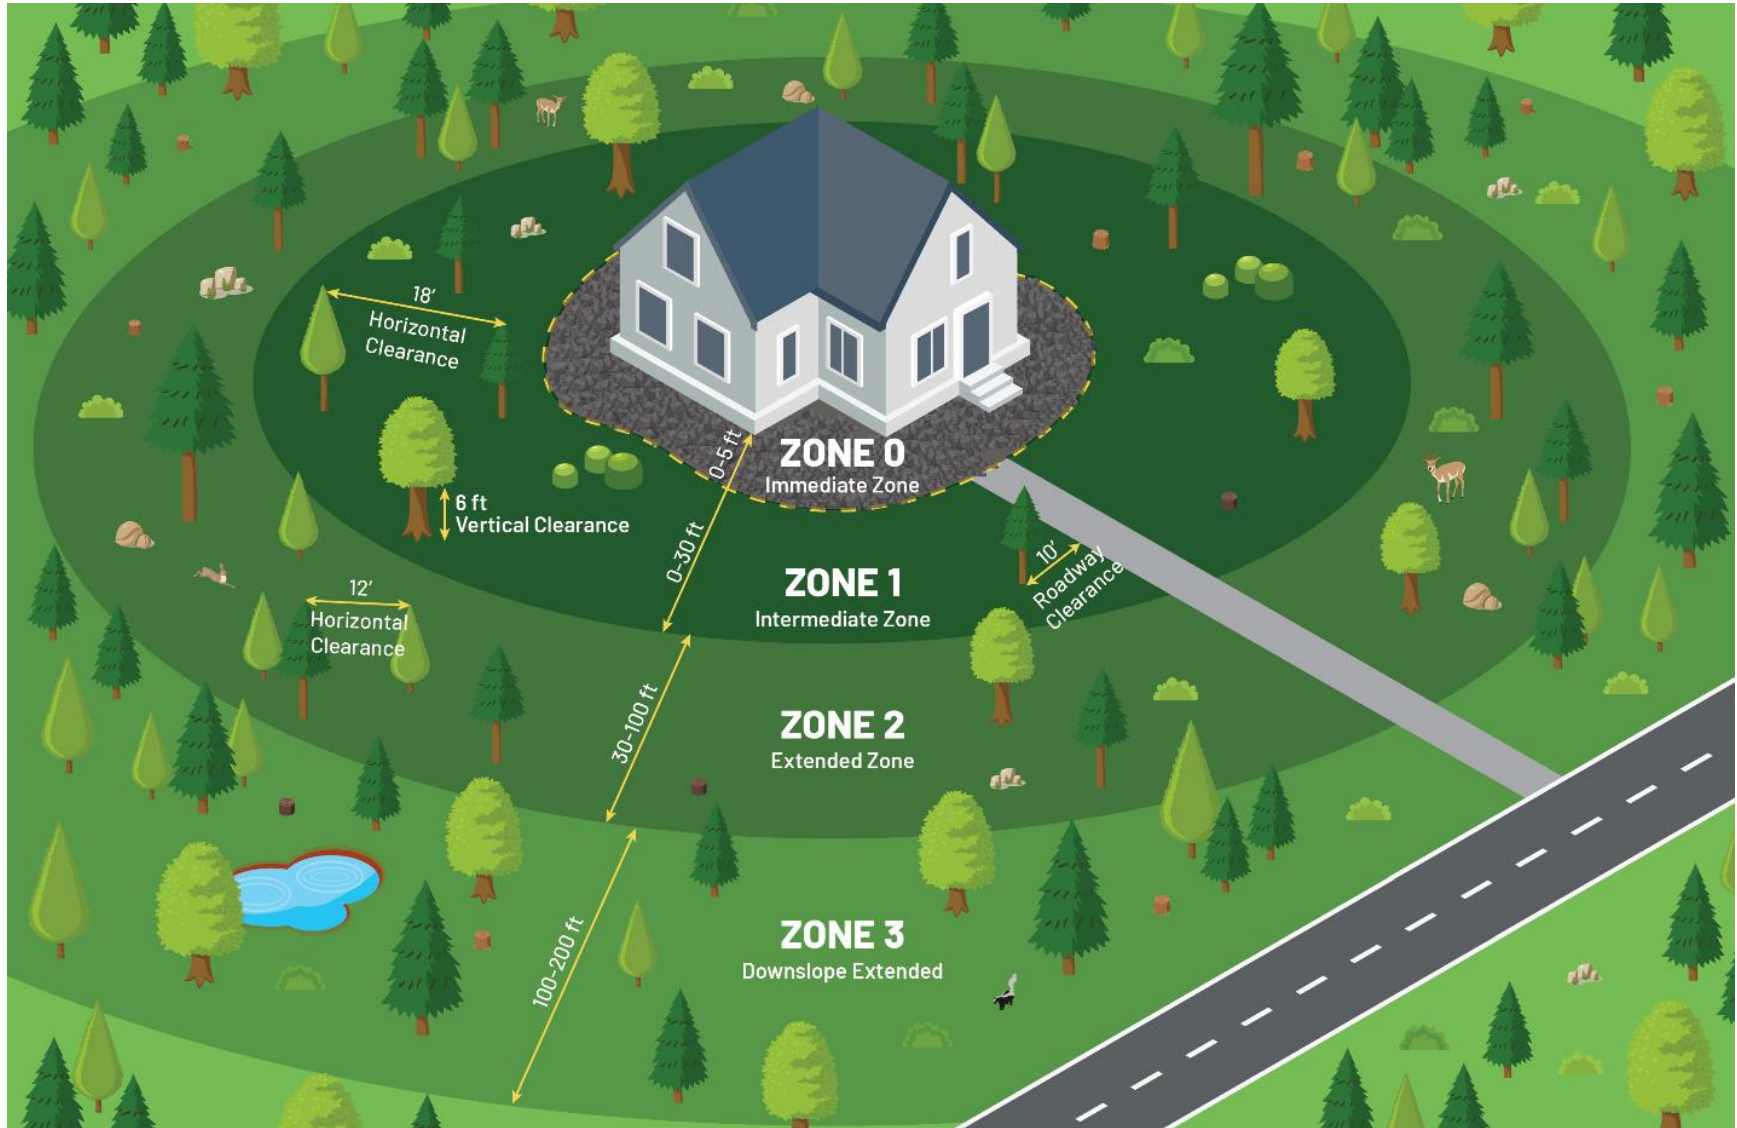 18′
Horizontal
Clearance
0-5 ft
ZONE 0
Immediate Zone
6 ft
Vertical Clearance
0-30 ft
10′
Roadway
Clearance
ZONE 1
Intermediate Zone
12′
Horizontal
Clearance
30-100 ft
ZONE 2
Extended Zone
100-200 ft
ZONE 3
Downslope Extended